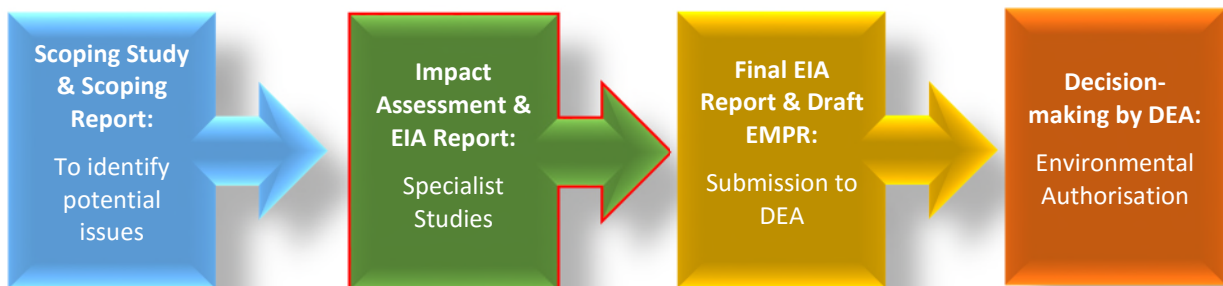 Scoping Study
& Scoping
Report:
To identify
potential
issues
Impact
Assessment &
EIA Report:
Specialist
Studies
Final EIA
Report & Draft
EMPR:
Submission to
DEA
Decision-
making by DEA:
Environmental
Authorisation